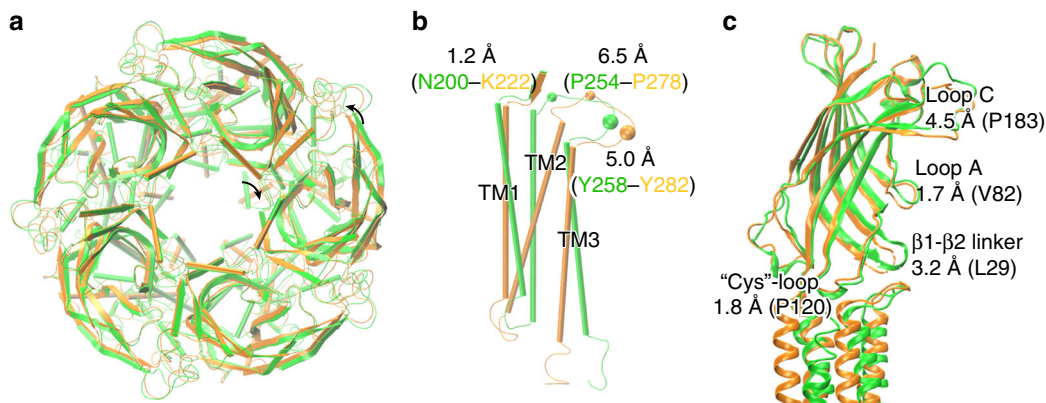 a
b
c
1.2 Å
(N200–K222)
6.5 Å
(P254–P278)
5.0 Å
(Y258–Y282)
TM1
TM2
TM3
Loop C
4.5 Å (P183)
Loop A
1.7 Å (V82)
β1-β2 linker
3.2 Å (L29)
“Cys”-loop
1.8 Å (P120)